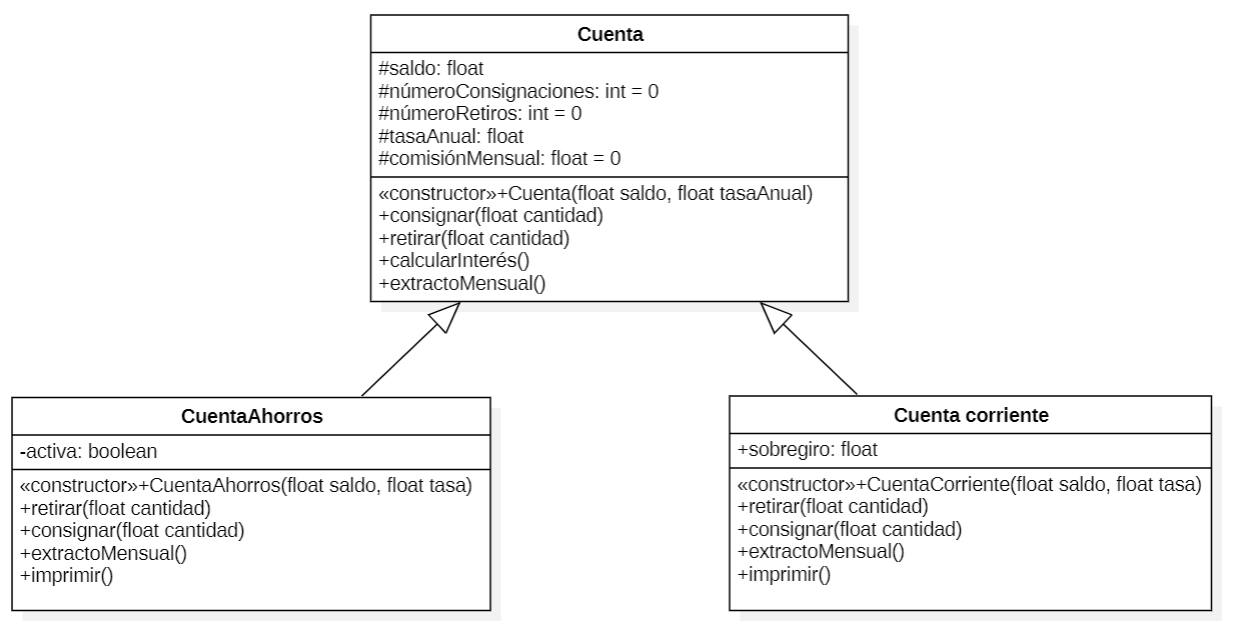 Cuenta
#saldo: float
#númeroConsignaciones: int = 0
#númeroRetiros: int = 0
#tasaAnual: float
#comisiónMensual: float = 0
«constructor»+Cuenta(float saldo, float tasaAnual)
+consignar(float cantidad)
+retirar(float cantidad)
+calcularInterés()
+extractoMensual()
CuentaAhorros
-activa: boolean
«constructor»+CuentaAhorros(float saldo, float tasa)
+retirar(float cantidad)
+consignar(float cantidad)
+extractoMensual()
+imprimir()
Cuenta corriente
+sobregiro: float
«constructor»+CuentaCorriente(float saldo, float tasa)
+retirar(float cantidad)
+consignar(float cantidad)
+extractoMensual()
+imprimir()